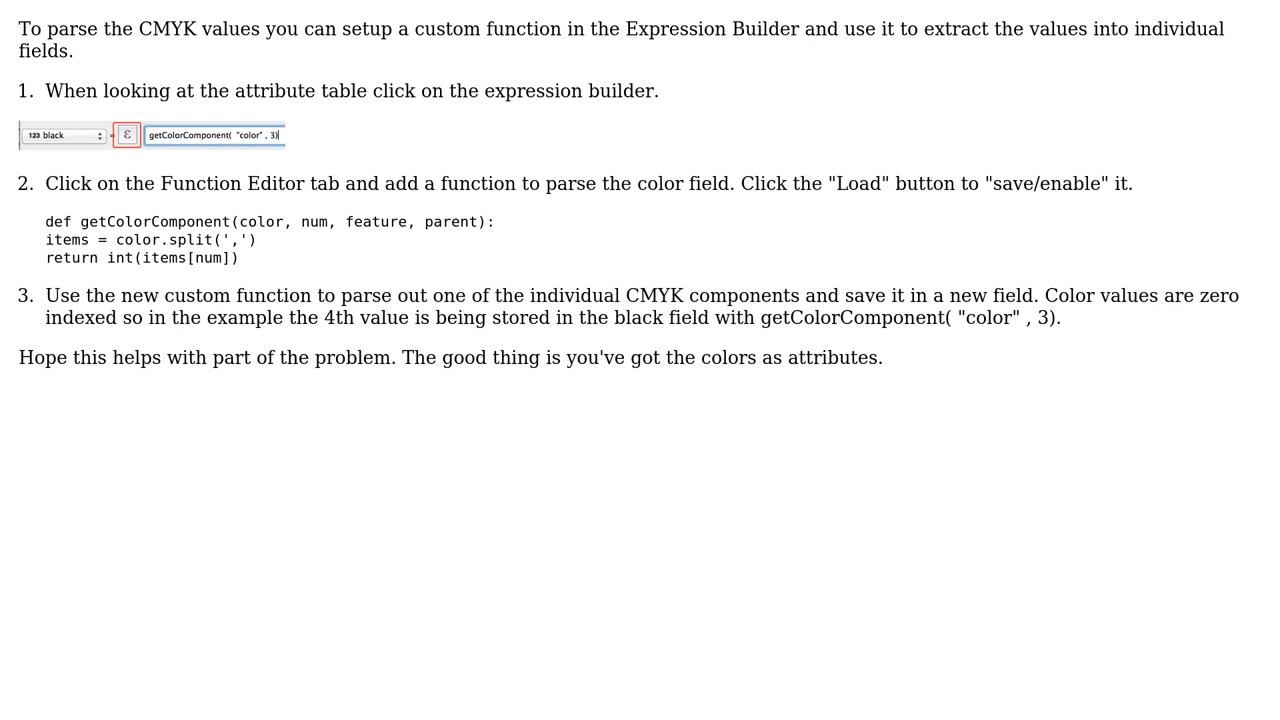 To parse the CMYK values you can setup a custom function in the Expression Builder and use it to extract the values into individual
fields.
1. When looking at the attribute table click on the expression builder.
123 black = ε getColorComponent( "color" , 3)
2. Click on the Function Editor tab and add a function to parse the color field. Click the "Load" button to "save/enable" it.
def getColorComponent(color, num, feature, parent):
items = color.split(',')
return int(items[num])
3. Use the new custom function to parse out one of the individual CMYK components and save it in a new field. Color values are zero
indexed so in the example the 4th value is being stored in the black field with getColorComponent( "color" , 3).
Hope this helps with part of the problem. The good thing is you've got the colors as attributes.